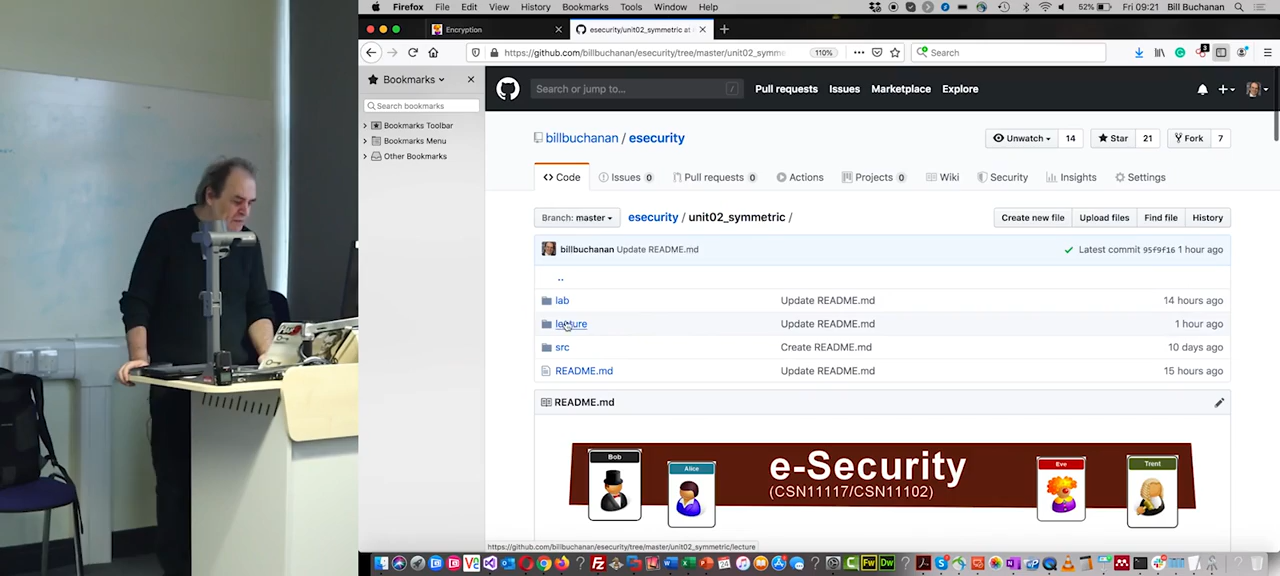 Firefox File Edit View History Bookmarks Tools Window Help
52% Fri 09:21 Bill Buchanan
Encryption
esecurity/unit02_symmetric at
https://github.com/billbuchanan/esecurity/tree/master/unit02_symme
110%
Search
Bookmarks
Search bookmarks
Bookmarks Toolbar
Bookmarks Menu
Other Bookmarks
Search or jump to... /
Pull requests Issues Marketplace Explore
billbuchanan / esecurity
Unwatch 14 Star 21 Fork 7
Code Issues 0 Pull requests 0 Actions Projects 0 Wiki Security Insights Settings
Branch: master esecurity / unit02_symmetric /
Create new file Upload files Find file History
billbuchanan Update README.md
Latest commit 95f9f16 1 hour ago
..
lab Update README.md 14 hours ago
lecture Update README.md 1 hour ago
src Create README.md 10 days ago
README.md Update README.md 15 hours ago
README.md
Bob
Alice
e-Security
(CSN11117/CSN11102)
Eve
Trent
https://github.com/billbuchanan/esecurity/tree/master/unit02_symmetric/lecture